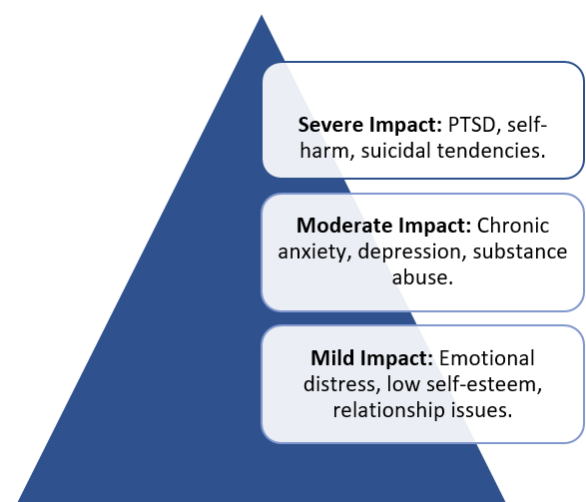 Severe Impact: PTSD, self-
harm, suicidal tendencies.
Moderate Impact: Chronic
anxiety, depression, substance
abuse.
Mild Impact: Emotional
distress, low self-esteem,
relationship issues.